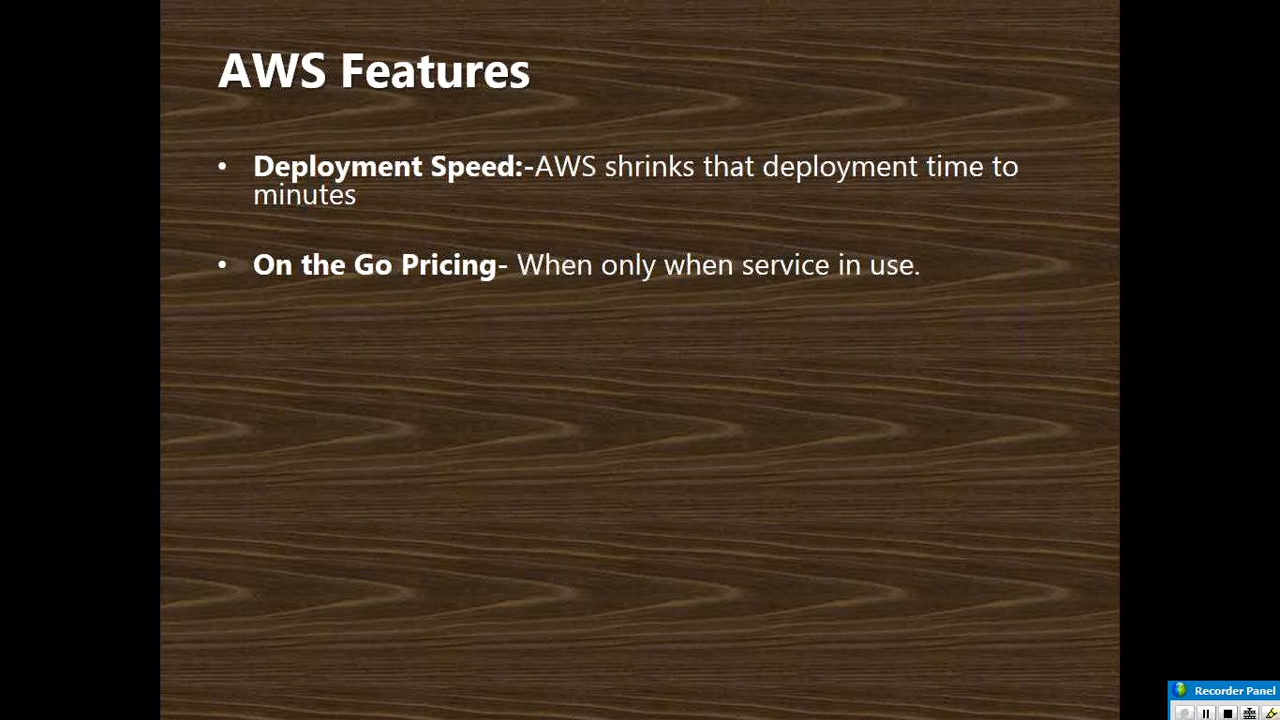 AWS Features
• Deployment Speed:-AWS shrinks that deployment time to
minutes
• On the Go Pricing- When only when service in use.
Recorder Panel